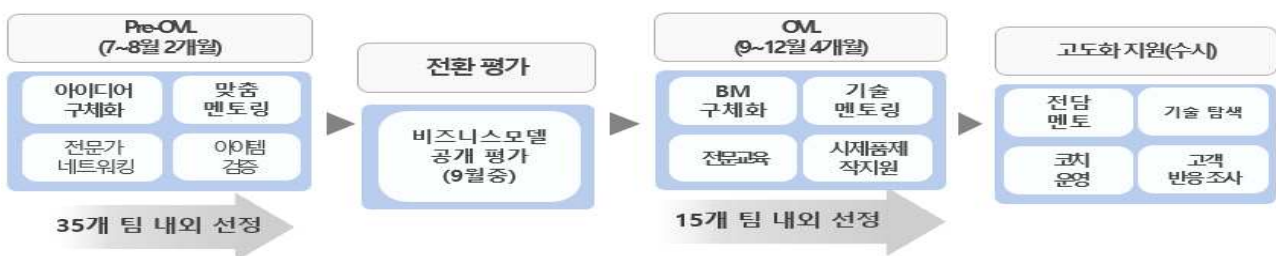 Pre-OVL
(7~8월 2개월)
아이디어
구체화
맞춤
멘토링
전문가
네트워킹
아이템
검증
35개 팀 내외 선정
전환 평가
비즈니스모델
공개 평가
(9월중)
OVL
(9~12월 4개월)
BM
구체화
기술
멘토링
전문교육
시제품제
작지원
15개 팀 내외 선정
고도화 지원(수시)
전담
멘토
기술 탐색
코치
운영
고객
반응 조사